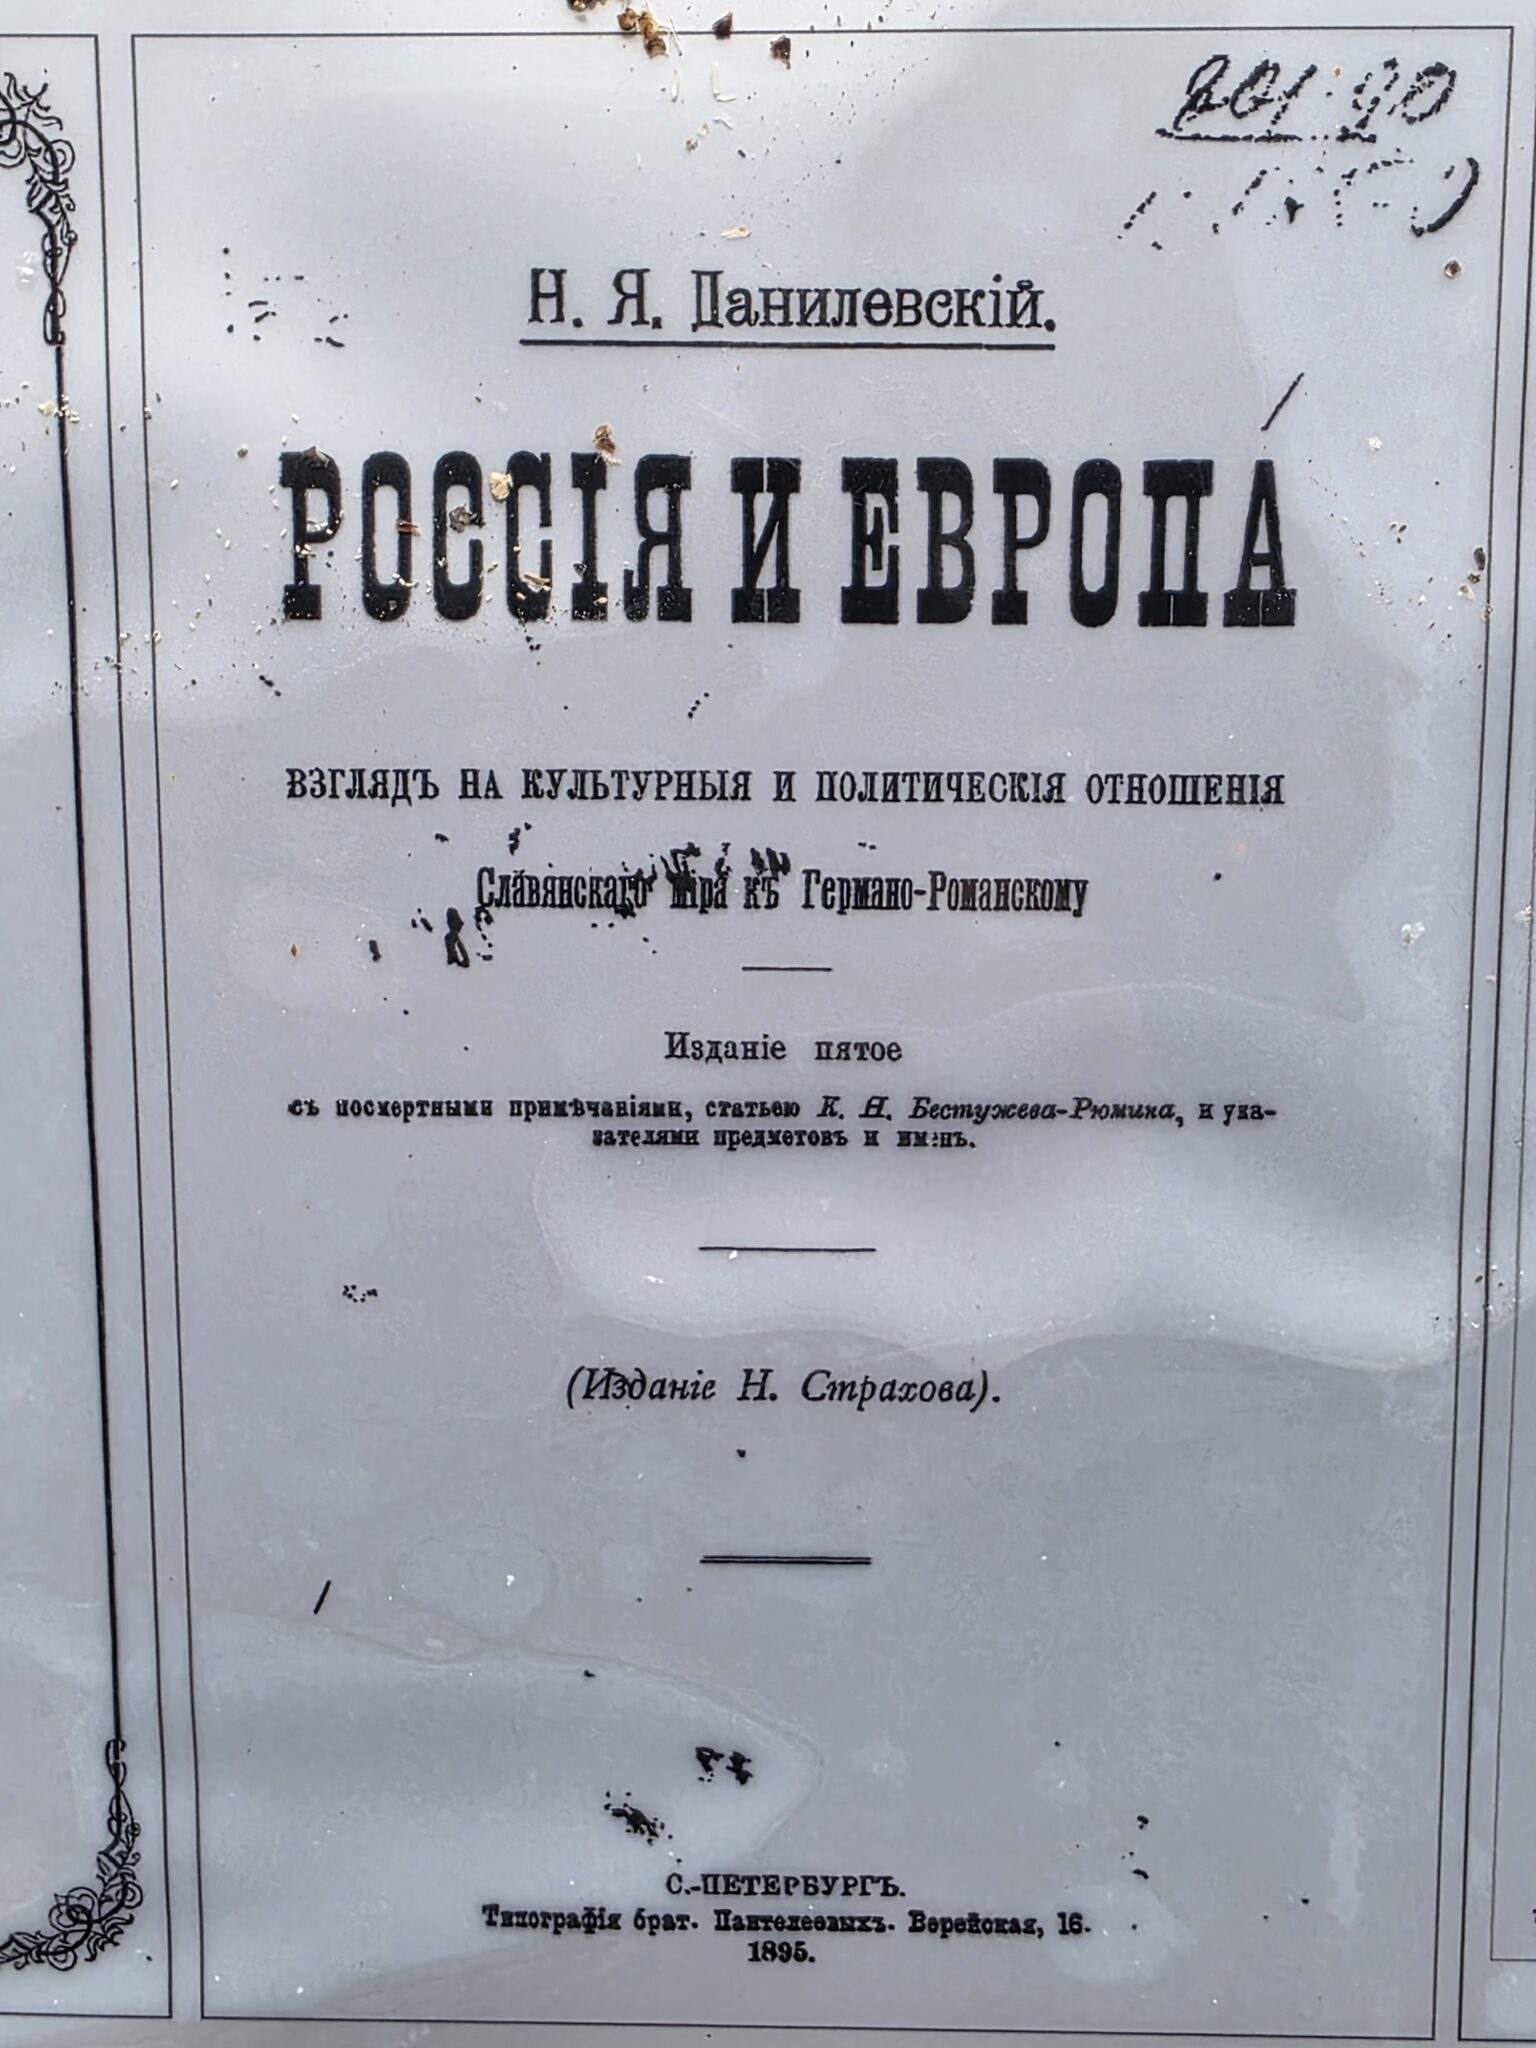 Н. Я. Данилевскій.
РОССІЯ И ЕВРОПА
ВЗГЛЯДЪ НА КУЛЬТУРНЫЯ И ПОЛИТИЧЕСКІЯ ОТНОШЕНІЯ
Славянскаго міра къ Германо-Романскому
Изданіе пятое
съ посмертными примѣчаніями, статьею К. Н. Бестужева-Рюмина, и ука-
зателями предметовъ и именъ.
(Изданіе Н. Страхова).
С.-ПЕТЕРБУРГЪ.
Типографія брат. Пантелеевыхъ. Верейская, 16.
1895.